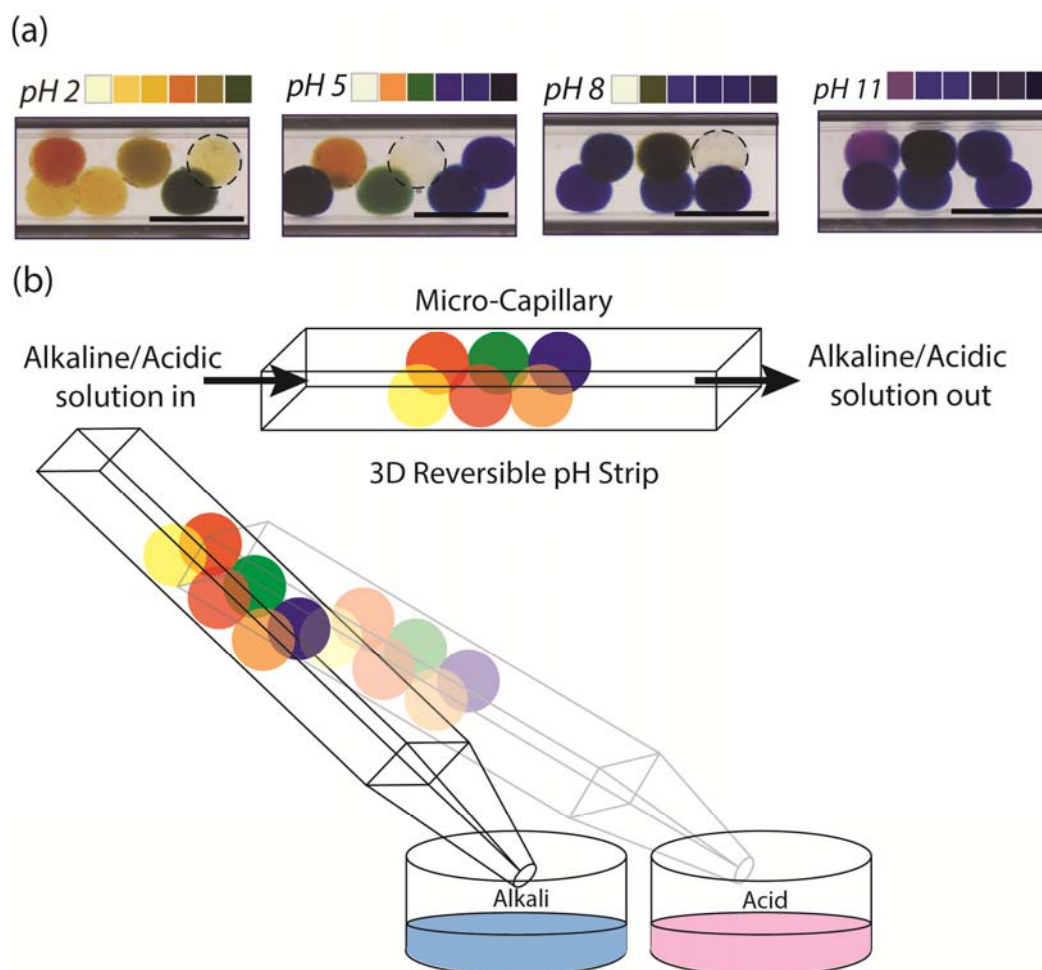 (a)
pH 2
pH 5
pH 8
pH 11
(b)
Micro-Capillary
Alkaline/Acidic
solution in
Alkaline/Acidic
solution out
3D Reversible pH Strip
Alkali
Acid